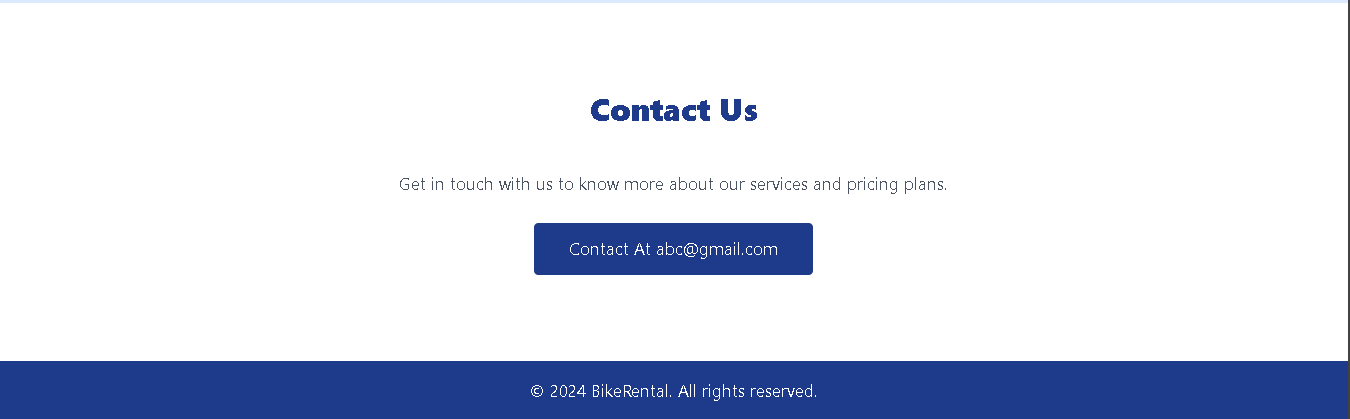 Contact Us
Get in touch with us to know more about our services and pricing plans.
Contact At abc@gmail.com
© 2024 BikeRental. All rights reserved.